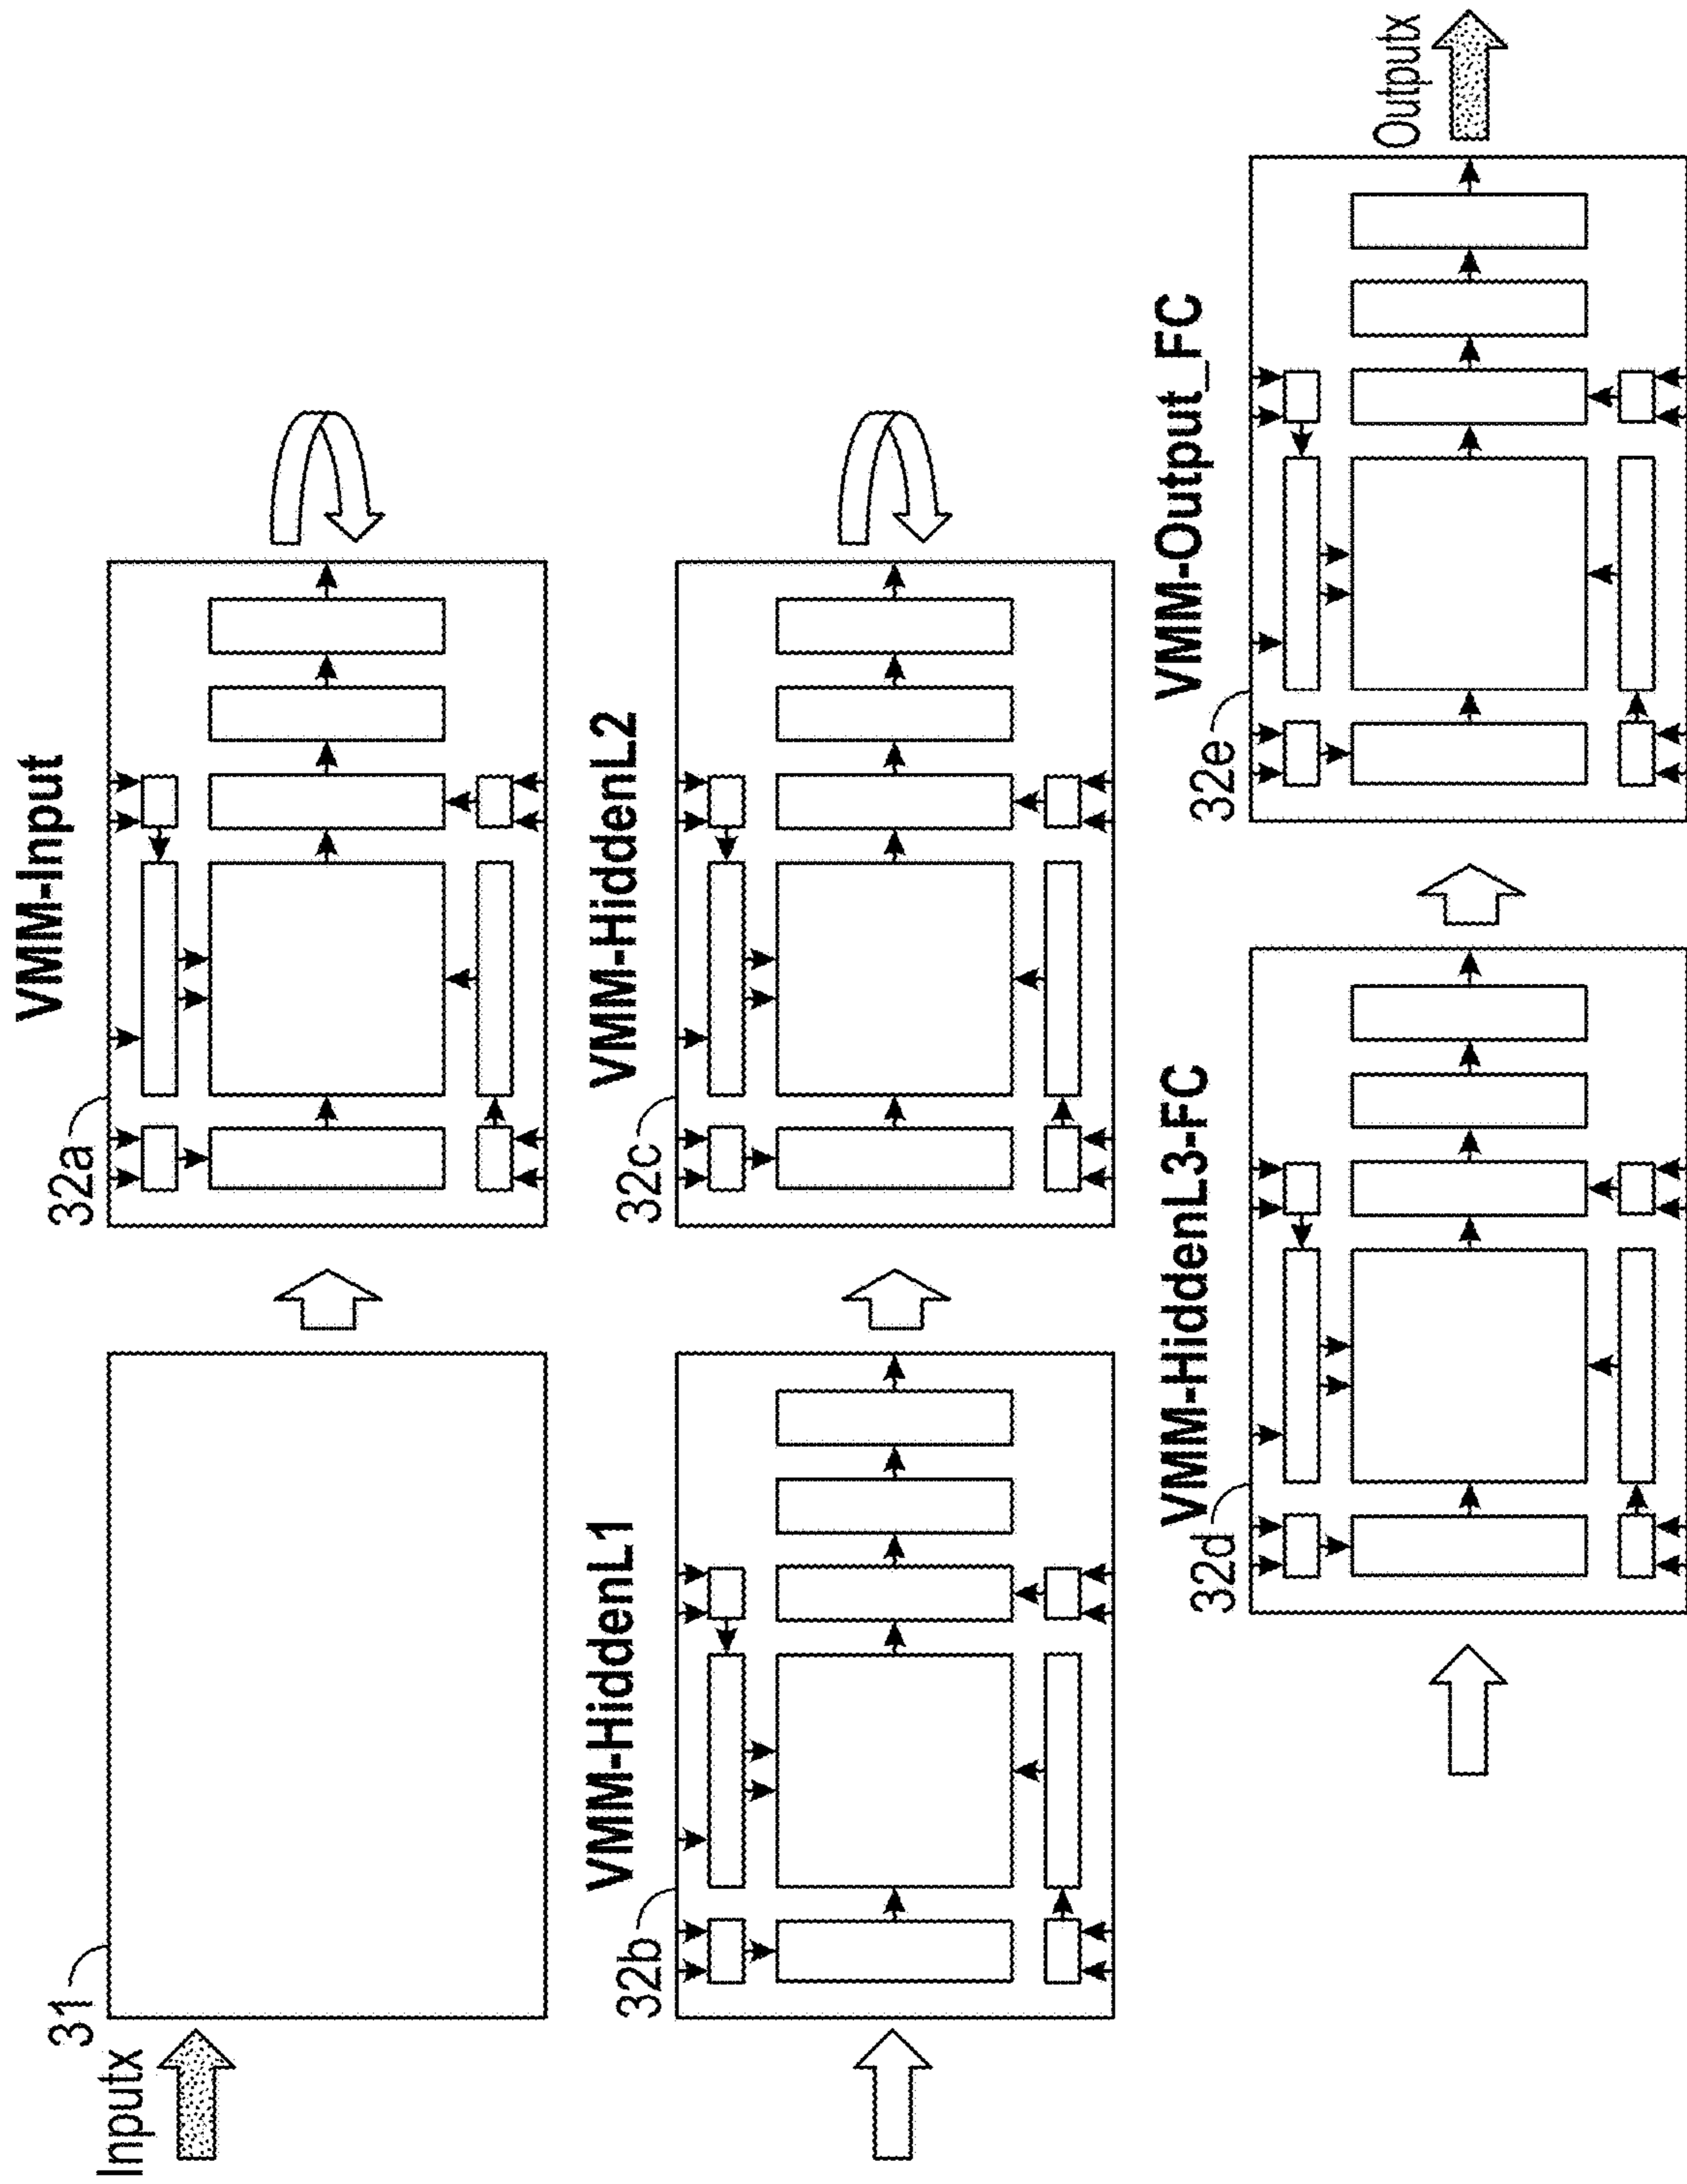 Inputx
31
32a
VMM-Input
32b
VMM-HiddenL1
32c
VMM-HiddenL2
32d
VMM-HiddenL3-FC
32e
VMM-Output_FC
Outputx